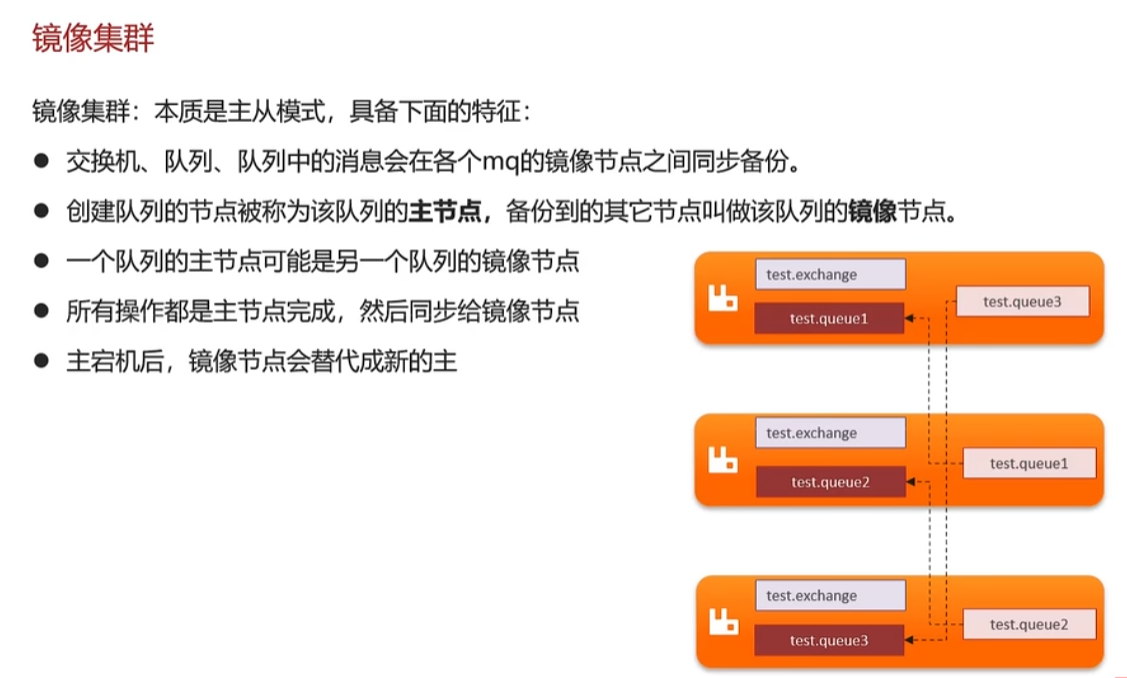 镜像集群
镜像集群：本质是主从模式，具备下面的特征：
● 交换机、队列、队列中的消息会在各个mq的镜像节点之间同步备份。
● 创建队列的节点被称为该队列的主节点，备份到的其它节点叫做该队列的镜像节点。
● 一个队列的主节点可能是另一个队列的镜像节点
● 所有操作都是主节点完成，然后同步给镜像节点
● 主宕机后，镜像节点会替代成新的主
test.exchange
test.queue1
test.queue3
test.exchange
test.queue2
test.queue1
test.exchange
test.queue3
test.queue2